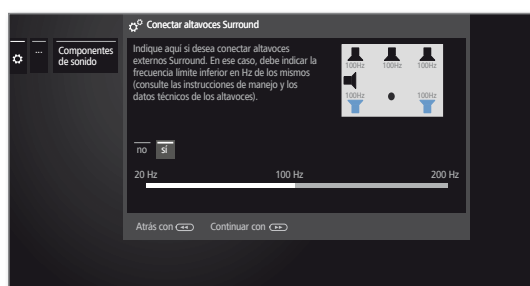 Conectar altavoces Surround
...
Componentes
de sonido
Indique aquí si desea conectar altavoces
externos Surround. En ese caso, debe indicar la
frecuencia límite inferior en Hz de los mismos
(consulte las instrucciones de manejo y los
datos técnicos de los altavoces).
100Hz 100Hz 100Hz
100Hz 100Hz
no sí
20 Hz 100 Hz 200 Hz
Atrás con Continuar con